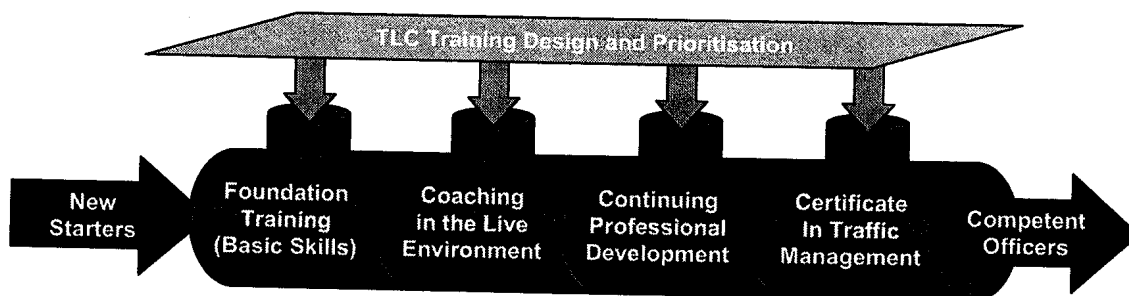 TLC Training Design and Prioritisation
New
Starters
Foundation
Training
(Basic Skills)
Coaching
in the Live
Environment
Continuing
Professional
Development
Certificate
In Traffic
Management
Competent
Officers